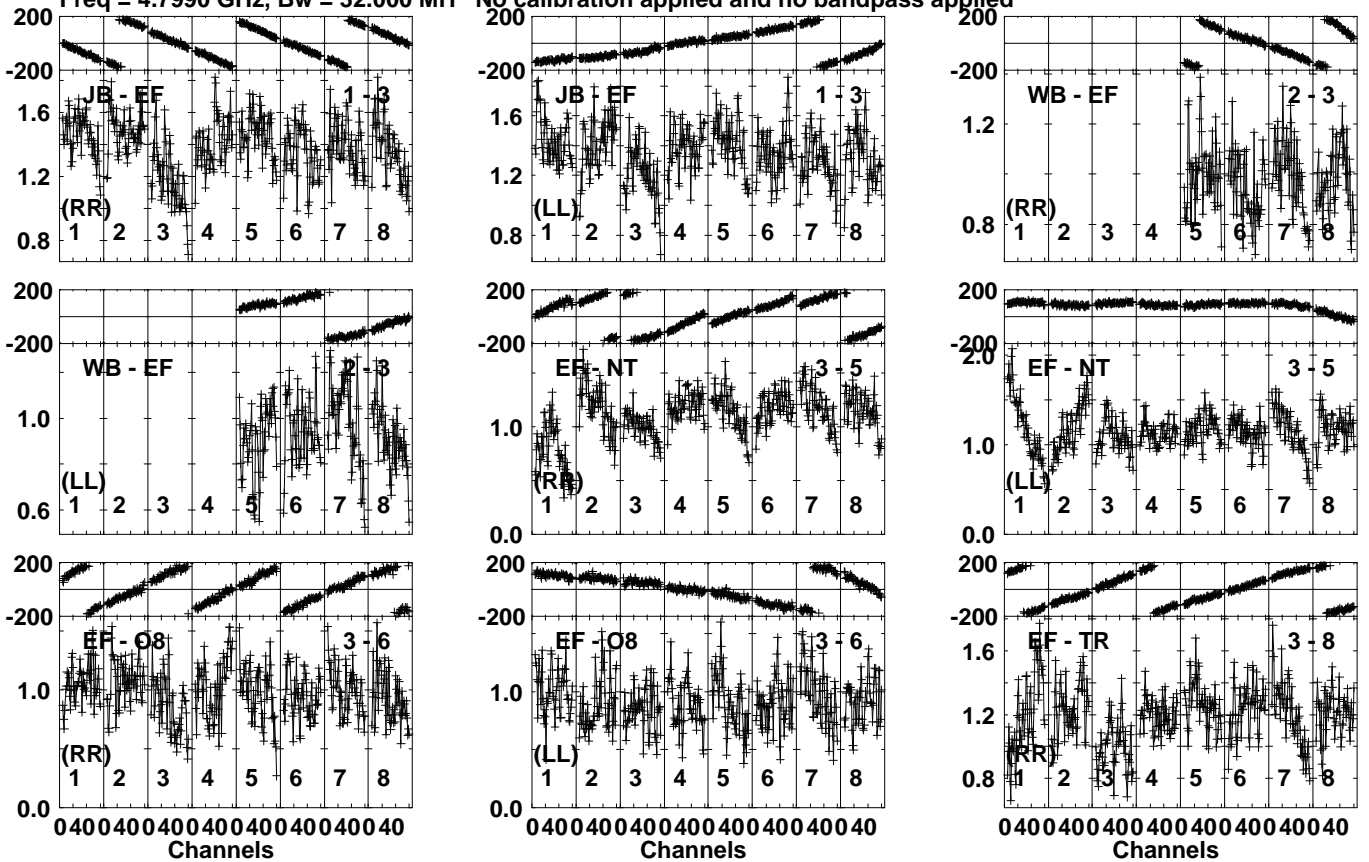 Freq = 4.7990 GHz, Bw = 32.000 MH No calibration applied and no bandpass applied
200 200 200
-200 -200 -200
JB - EF 1 - 3 JB - EF 1 - 3 WB - EF 2 - 3
1.6 1.6 1.2
1.2 1.2
(RR) (LL) (RR)
1 2 3 4 5 6 7 8 1 2 3 4 5 6 7 8 1 2 3 4 5 6 7 8
0.8 0.8 0.8
200 200 200
-200 -200 -200
2.0
WB - EF 2 - 3 EF - NT 3 - 5 EF - NT 3 - 5
1.0 1.0 1.0
(LL) (RR) (LL)
1 2 3 4 5 6 7 8 1 2 3 4 5 6 7 8 1 2 3 4 5 6 7 8
0.6 0.0 0.0
200 200 200
-200 -200 -200
EF - O8 3 - 6 EF - O8 3 - 6 EF - TR 3 - 8
1.6
1.0 1.0 1.2
(RR) (LL) (RR)
1 2 3 4 5 6 7 8 1 2 3 4 5 6 7 8 1 2 3 4 5 6 7 8
0.0 0.0 0.8
0 40 0 40 0 40 0 40 0 40 0 40 0 40 0 40 0 40 0 40 0 40 0 40 0 40 0 40 0 40 0 40 0 40 0 40 0 40 0 40 0 40 0 40 0 40 0 40
Channels Channels Channels